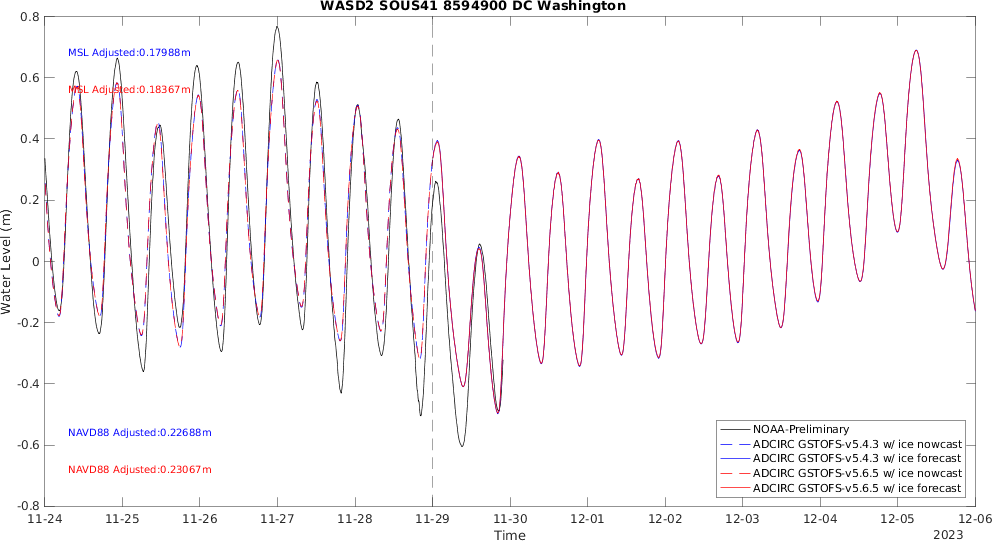 WASD2 SOUS41 8594900 DC Washington
0.8
0.6
0.4
0.2
0
-0.2
-0.4
-0.6
-0.8
Water Level (m)
MSL Adjusted:0.17988m
MSL Adjusted:0.18367m
NAVD88 Adjusted:0.22688m
NAVD88 Adjusted:0.23067m
NOAA-Preliminary
ADCIRC GSTOFS-v5.4.3 w/ ice nowcast
ADCIRC GSTOFS-v5.4.3 w/ ice forecast
ADCIRC GSTOFS-v5.6.5 w/ ice nowcast
ADCIRC GSTOFS-v5.6.5 w/ ice forecast
11-24 11-25 11-26 11-27 11-28 11-29 11-30 12-01 12-02 12-03 12-04 12-05 12-06
Time
2023